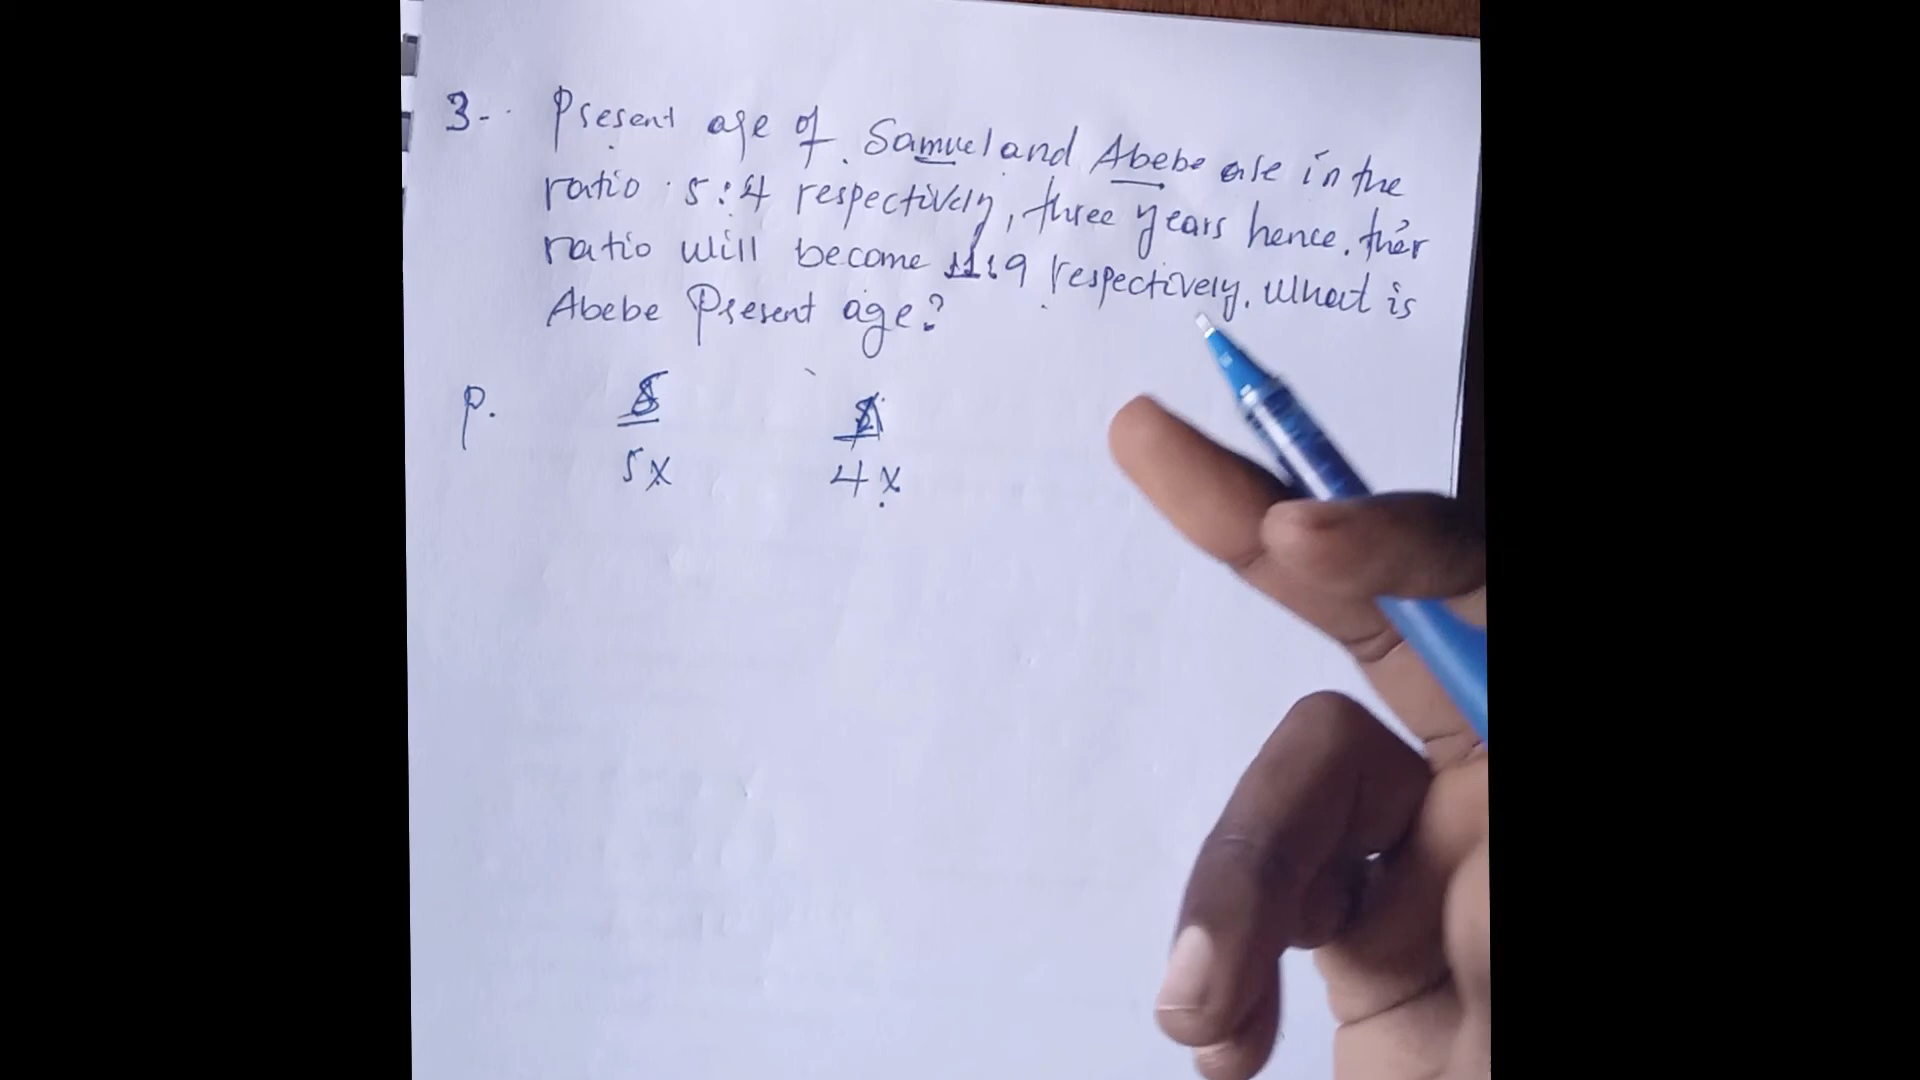 3-. Present age of Samuel and Abebe are in the
ratio 5:4 respectively, three years hence. their
ratio will become 11:9 respectively. What is
Abebe Present age?
P.
5x 4x